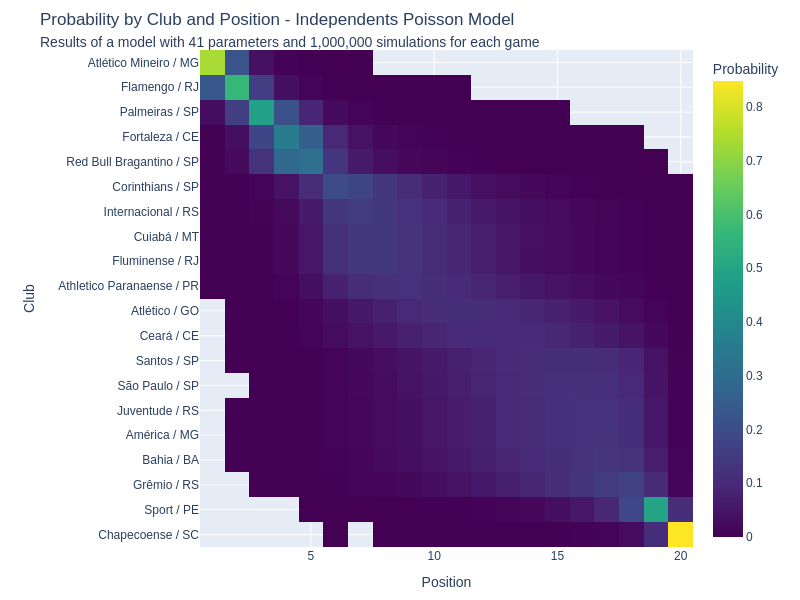 Probability by Club and Position - Independents Poisson Model
Results of a model with 41 parameters and 1,000,000 simulations for each game
Probability
Atlético Mineiro / MG
Flamengo / RJ
Palmeiras / SP
Fortaleza / CE
Red Bull Bragantino / SP
Corinthians / SP
Internacional / RS
Cuiabá / MT
Fluminense / RJ
Athletico Paranaense / PR
Atlético / GO
Ceará / CE
Santos / SP
São Paulo / SP
Juventude / RS
América / MG
Bahia / BA
Grêmio / RS
Sport / PE
Chapecoense / SC
Club
5
10
15
20
Position
0.8
0.7
0.6
0.5
0.4
0.3
0.2
0.1
0